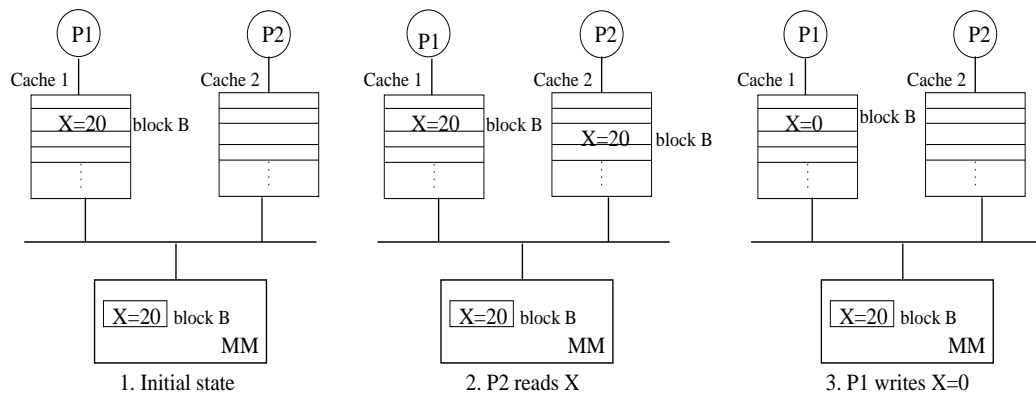 P1
P2
Cache 1
Cache 2
X=20
block B
X=20
block B
MM
1. Initial state
P1
P2
Cache 1
Cache 2
X=20
block B
X=20
block B
X=20
block B
MM
2. P2 reads X
P1
P2
Cache 1
Cache 2
X=0
block B
X=20
block B
MM
3. P1 writes X=0